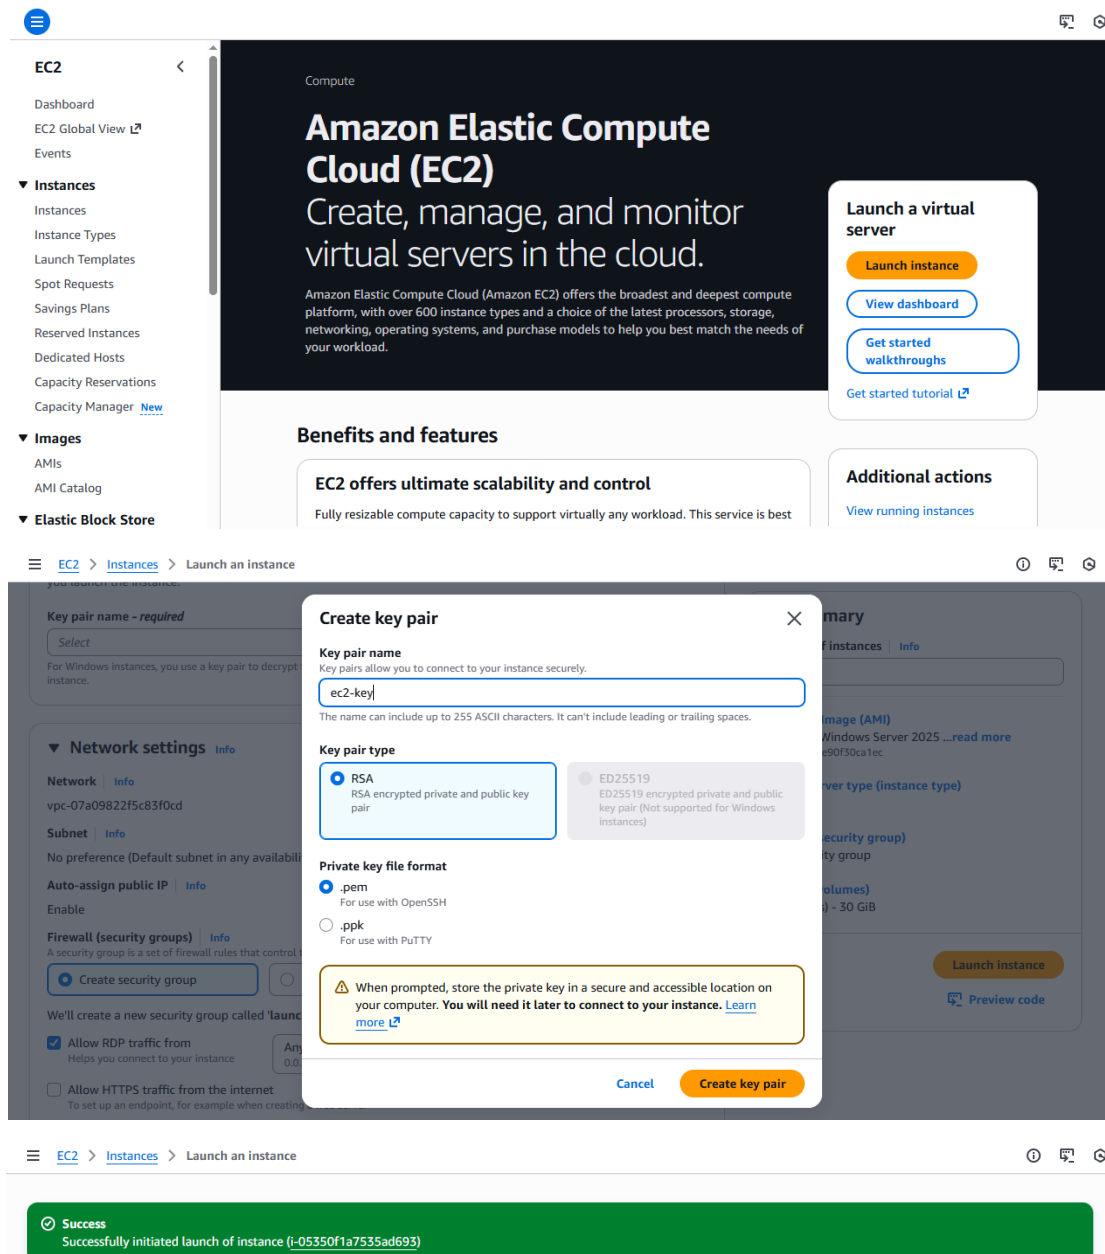 EC2
Dashboard
EC2 Global View
Events
Instances
Instances
Instance Types
Launch Templates
Spot Requests
Savings Plans
Reserved Instances
Dedicated Hosts
Capacity Reservations
Capacity Manager New
Images
AMIs
AMI Catalog
Elastic Block Store
Compute
Amazon Elastic Compute
Cloud (EC2)
Create, manage, and monitor
virtual servers in the cloud.
Amazon Elastic Compute Cloud (Amazon EC2) offers the broadest and deepest compute
platform, with over 600 instance types and a choice of the latest processors, storage,
networking, operating systems, and purchase models to help you best match the needs of
your workload.
Launch a virtual
server
Launch instance
View dashboard
Get started
walkthroughs
Get started tutorial
Benefits and features
EC2 offers ultimate scalability and control
Fully resizable compute capacity to support virtually any workload. This service is best
Additional actions
View running instances
EC2 > Instances > Launch an instance
you launch the instance.
Key pair name - required
Select
For Windows instances, you use a key pair to decrypt
instance.
Network settings Info
Network Info
vpc-07a09822f5c83f0cd
Subnet Info
No preference (Default subnet in any availabili
Auto-assign public IP Info
Enable
Firewall (security groups) Info
A security group is a set of firewall rules that control
Create security group
We'll create a new security group called 'launc
Allow RDP traffic from
Helps you connect to your instance
Any
0.0.
Allow HTTPS traffic from the internet
To set up an endpoint, for example when creating
Create key pair
Key pair name
Key pairs allow you to connect to your instance securely.
ec2-key
The name can include up to 255 ASCII characters. It can't include leading or trailing spaces.
Key pair type
RSA
RSA encrypted private and public key
pair
ED25519
ED25519 encrypted private and public
key pair (Not supported for Windows
instances)
Private key file format
.pem
For use with OpenSSH
.ppk
For use with PuTTY
When prompted, store the private key in a secure and accessible location on
your computer. You will need it later to connect to your instance. Learn
more
Cancel
Create key pair
mary
f instances Info
mage (AMI)
Windows Server 2025 ...read more
e90f30ca1ec
rver type (instance type)
ecurity group)
ity group
olumes)
) - 30 GiB
Launch instance
Preview code
EC2 > Instances > Launch an instance
Success
Successfully initiated launch of instance (i-05350f1a7535ad693)